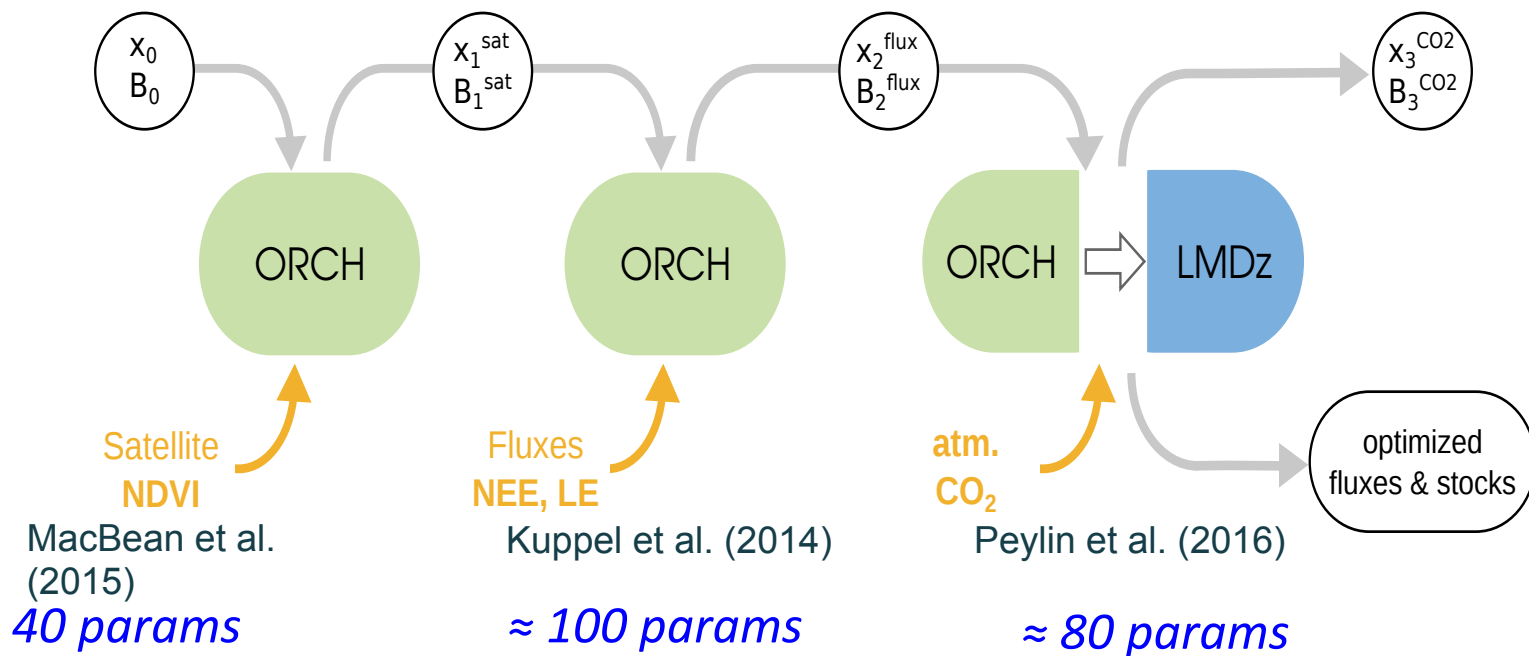 x₀
B₀
x₁ˢᵃᵗ
B₁ˢᵃᵗ
x₂ᶠˡᵘˣ
B₂ᶠˡᵘˣ
x₃ᶜᴼ²
B₃ᶜᴼ²
ORCH
ORCH
ORCH
LMDz
Satellite
NDVI
Fluxes
NEE, LE
atm.
CO₂
optimized
fluxes & stocks
MacBean et al.
(2015)
Kuppel et al. (2014)
Peylin et al. (2016)
40 params
≈ 100 params
≈ 80 params